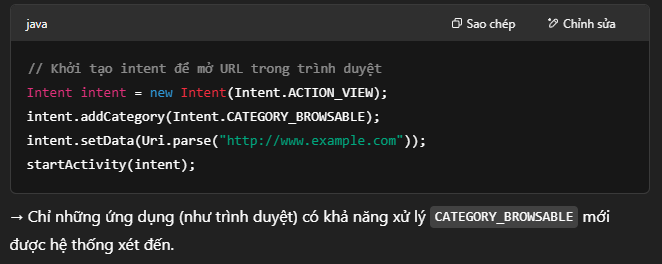 java
Sao chép
Chỉnh sửa
// Khởi tạo intent để mở URL trong trình duyệt
Intent intent = new Intent(Intent.ACTION_VIEW);
intent.addCategory(Intent.CATEGORY_BROWSABLE);
intent.setData(Uri.parse("http://www.example.com"));
startActivity(intent);
→ Chỉ những ứng dụng (như trình duyệt) có khả năng xử lý CATEGORY_BROWSABLE mới
được hệ thống xét đến.